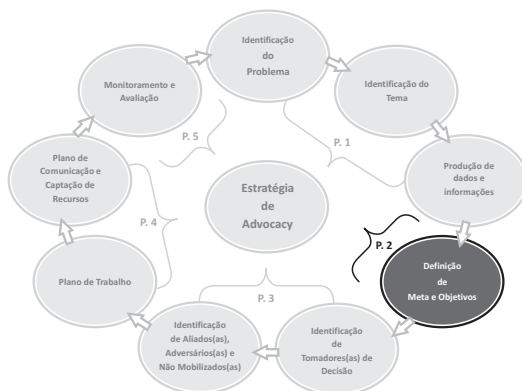 Identificação
do
Problema
Identificação do
Tema
Produção de
dados e
informações
Definição
de
Meta e Objetivos
Identificação
de
Tomadores(as) de
Decisão
Identificação
de Aliados(as),
Adversários(as) e
Não Mobilizados(as)
Plano de Trabalho
Plano de
Comunicação e
Captação de
Recursos
Monitoramento e
Avaliação
Estratégia
de
Advocacy
P. 1
P. 2
P. 3
P. 4
P. 5